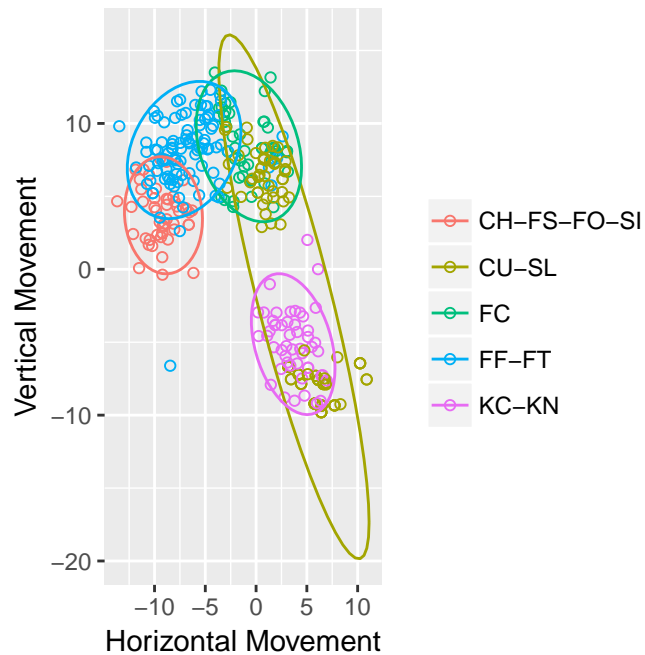 Vertical Movement
10
0
−10
−20
−10 −5 0 5 10
Horizontal Movement
CH−FS−FO−SI
CU−SL
FC
FF−FT
KC−KN